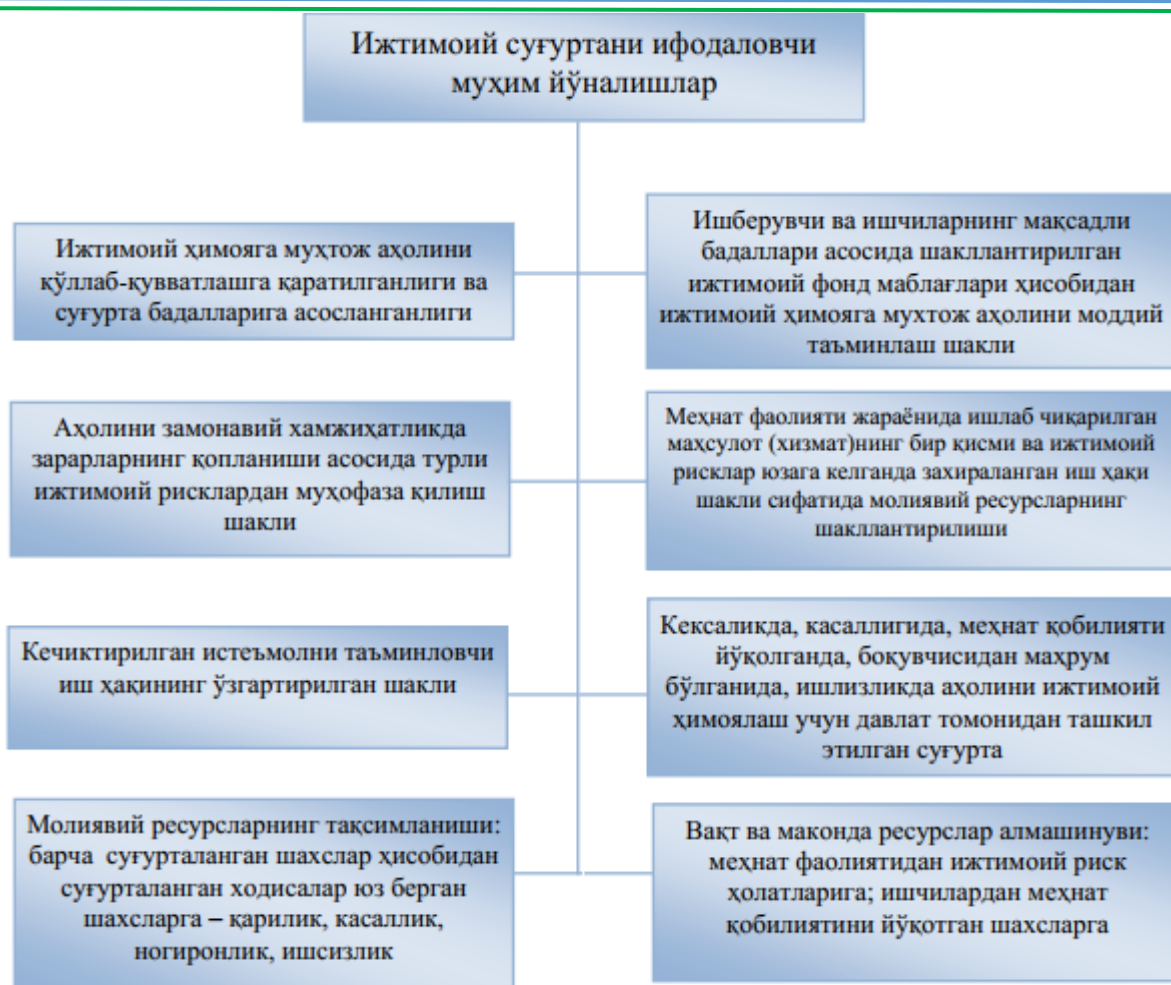 Ижтимоий суғуртани ифодаловчи
муҳим йўналишлар
Ижтимоий ҳимояга муҳтож аҳолини
қўллаб-қувватлашга қаратилганлиги ва
суғурта бадалларига асосланганлиги
Ишберувчи ва ишчиларнинг мақсадли
бадаллари асосида шакллантирилган
ижтимоий фонд маблағлари ҳисобидан
ижтимоий ҳимояга мухтож аҳолини моддий
таъминлаш шакли
Аҳолини замонавий хамжиҳатликда
зарарларнинг қопланиши асосида турли
ижтимоий рисклардан муҳофаза қилиш
шакли
Меҳнат фаолияти жараёнида ишлаб чиқарилган
маҳсулот (хизмат)нинг бир қисми ва ижтимоий
рисклар юзага келганда захираланган иш ҳақи
шакли сифатида молиявий ресурсларнинг
шакллантирилиши
Кечиктирилган истеъмолни таъминловчи
иш ҳақининг ўзгартирилган шакли
Кексаликда, касаллигида, меҳнат қобилияти
йўқолганда, боқувчисидан маҳрум
бўлганида, ишлизликда аҳолини ижтимоий
ҳимоялаш учун давлат томонидан ташкил
этилган суғурта
Молиявий ресурсларнинг тақсимланиши:
барча суғурталанган шахслар ҳисобидан
суғурталанган ходисалар юз берган
шахсларга – қарилик, касаллик,
ногиронлик, ишсизлик
Вақт ва маконда ресурслар алмашинуви:
меҳнат фаолиятидан ижтимоий риск
ҳолатларига; ишчилардан меҳнат
қобилиятини йўқотган шахсларга